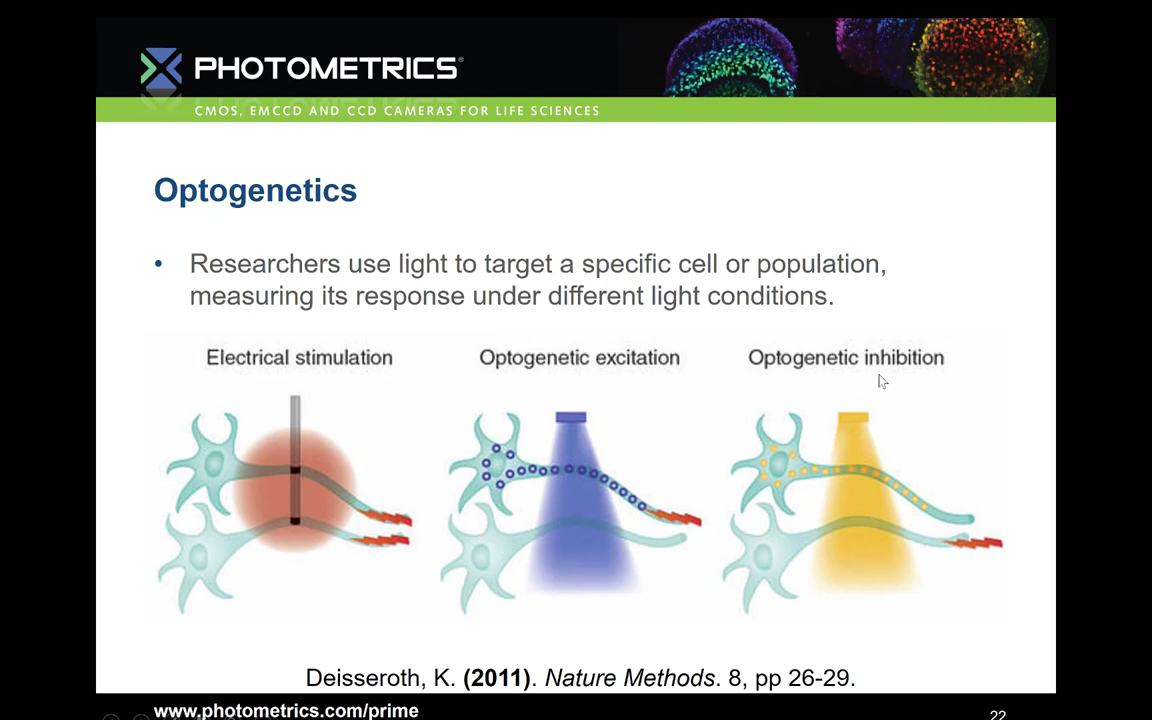 PHOTOMETRICS®
CMOS, EMCCD AND CCD CAMERAS FOR LIFE SCIENCES
Optogenetics
• Researchers use light to target a specific cell or population,
measuring its response under different light conditions.
Electrical stimulation
Optogenetic excitation
Optogenetic inhibition
Deisseroth, K. (2011). Nature Methods. 8, pp 26-29.
www.photometrics.com/prime
22